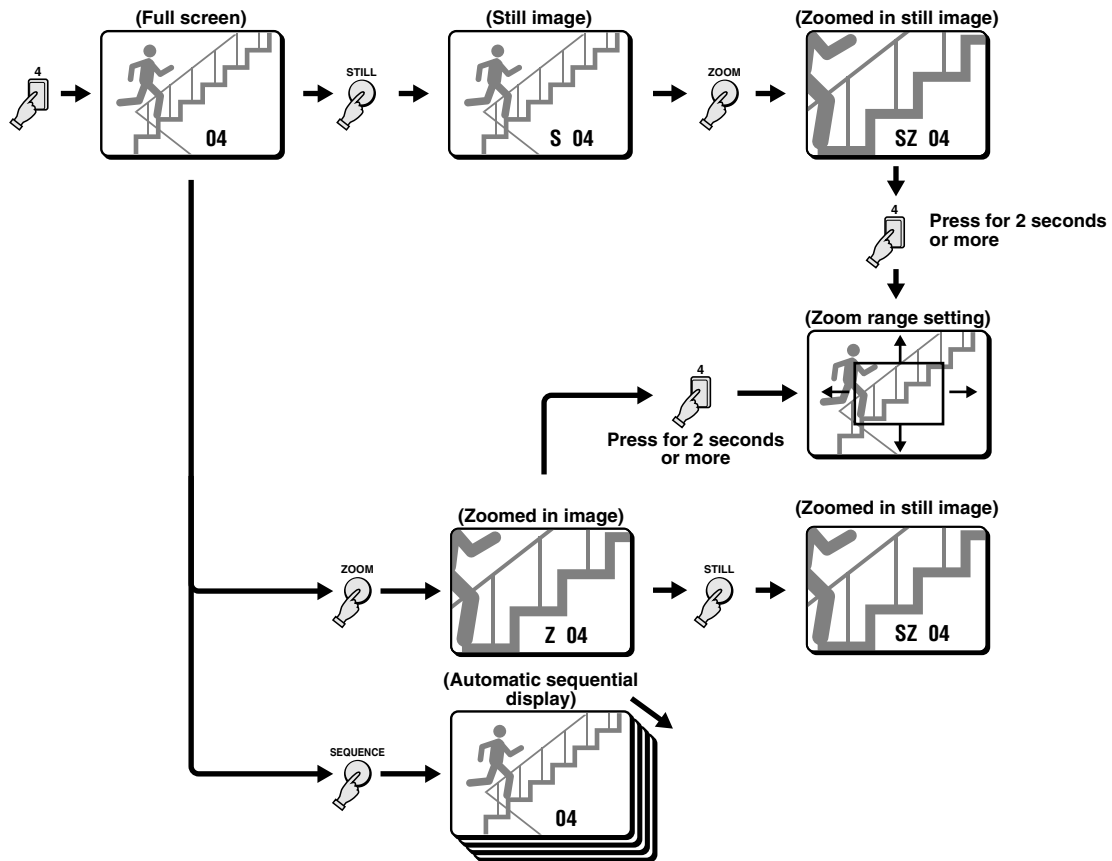 (Full screen)
(Still image)
(Zoomed in still image)
4
STILL
ZOOM
04
S 04
SZ 04
4
Press for 2 seconds
or more
(Zoom range setting)
4
Press for 2 seconds
or more
(Zoomed in image)
(Zoomed in still image)
ZOOM
STILL
Z 04
SZ 04
(Automatic sequential
display)
SEQUENCE
04